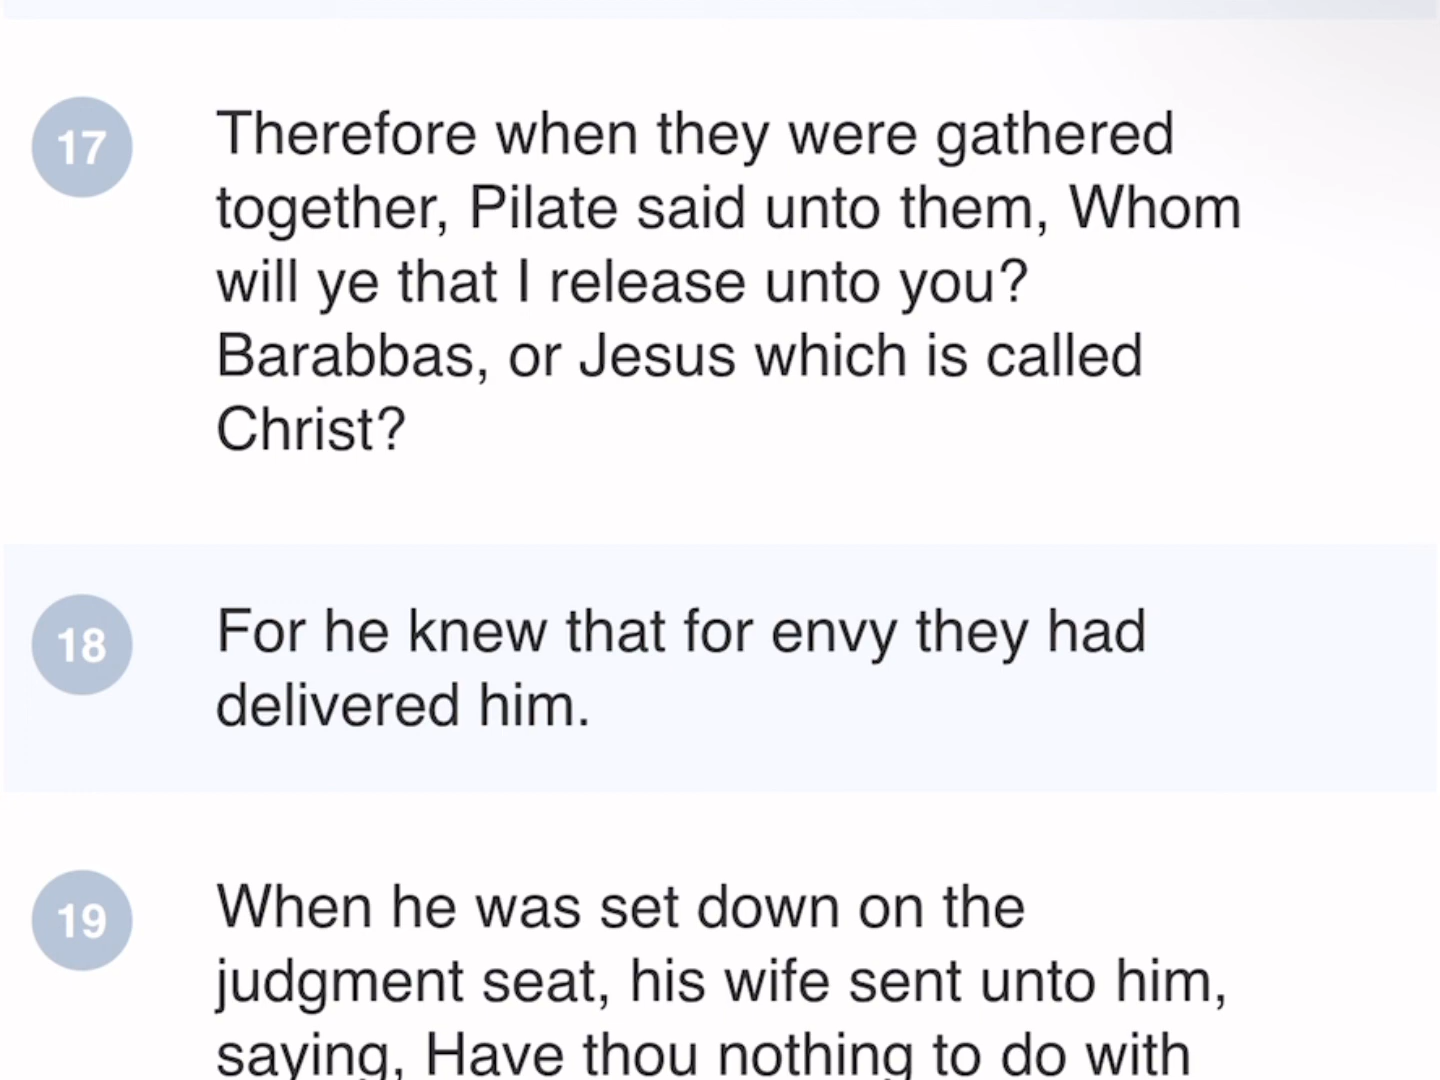 17 Therefore when they were gathered
together, Pilate said unto them, Whom
will ye that I release unto you?
Barabbas, or Jesus which is called
Christ?
18 For he knew that for envy they had
delivered him.
19 When he was set down on the
judgment seat, his wife sent unto him,
saying, Have thou nothing to do with